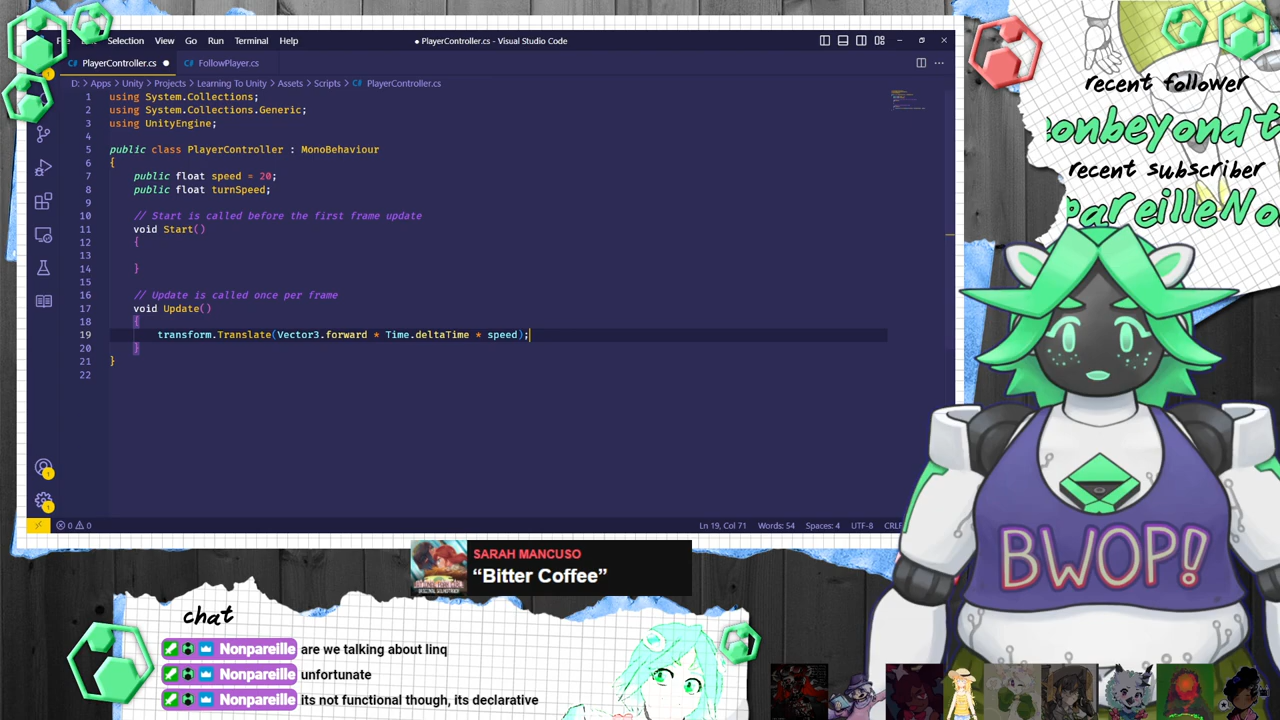 Selection View Go Run Terminal Help
● PlayerController.cs - Visual Studio Code
PlayerController.cs ●
FollowPlayer.cs
D: > Apps > Unity > Projects > Learning To Unity > Assets > Scripts > PlayerController.cs
1 using System.Collections;
2 using System.Collections.Generic;
3 using UnityEngine;
4
5 public class PlayerController : MonoBehaviour
6 {
7 public float speed = 20;
8 public float turnSpeed;
9
10 // Start is called before the first frame update
11 void Start()
12 {
13
14 }
15
16 // Update is called once per frame
17 void Update()
18 {
19 transform.Translate(Vector3.forward * Time.deltaTime * speed);
20 }
21 }
22
0 0
Ln 19, Col 71 Words: 54 Spaces: 4 UTF-8 CRLF
recent follower
onbeyondt
recent subscriber
pareilleNo
BWOP!
SARAH MANCUSO
“Bitter Coffee”
ORIGINAL SOUNDTRACK
chat
Nonpareille are we talking about linq
Nonpareille unfortunate
Nonpareille its not functional though, its declarative